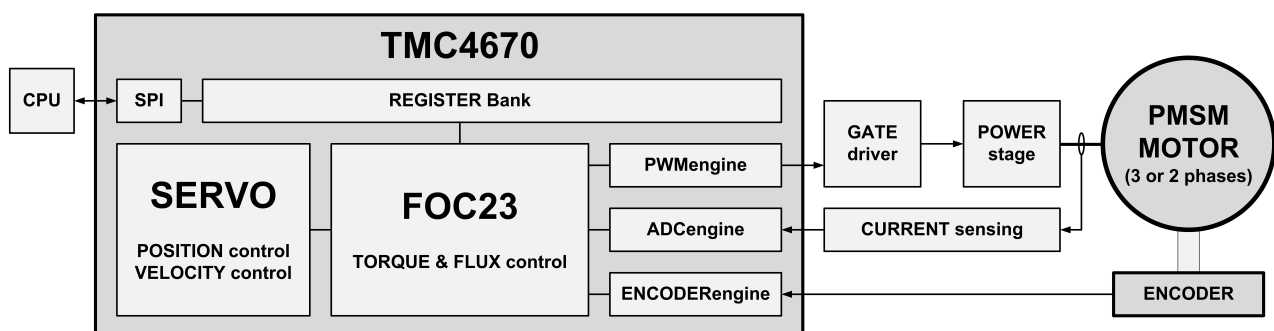 TMC4670
CPU
SPI
REGISTER Bank
SERVO
POSITION control
VELOCITY control
FOC23
TORQUE & FLUX control
PWMengine
ADCengine
ENCODERengine
GATE
driver
POWER
stage
CURRENT sensing
PMSM
MOTOR
(3 or 2 phases)
ENCODER